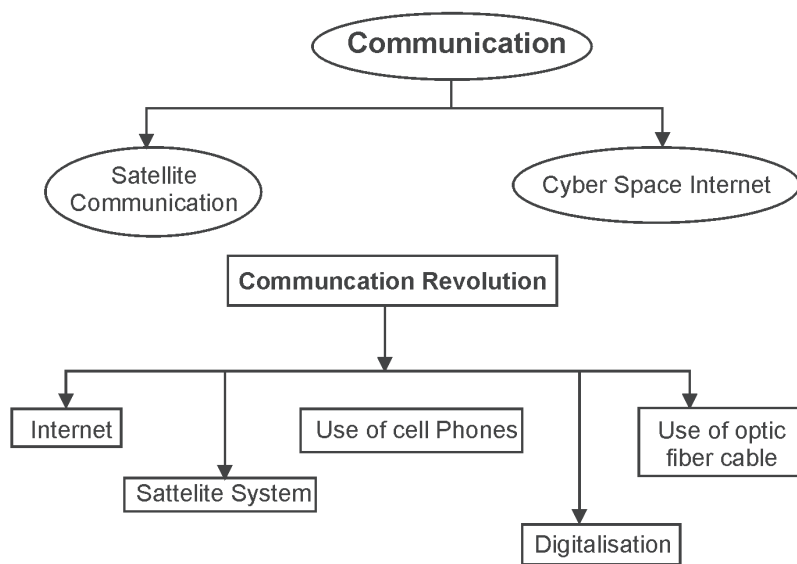 Communication
Satellite
Communication
Cyber Space Internet
Communcation Revolution
Internet
Use of cell Phones
Use of optic
fiber cable
Sattelite System
Digitalisation